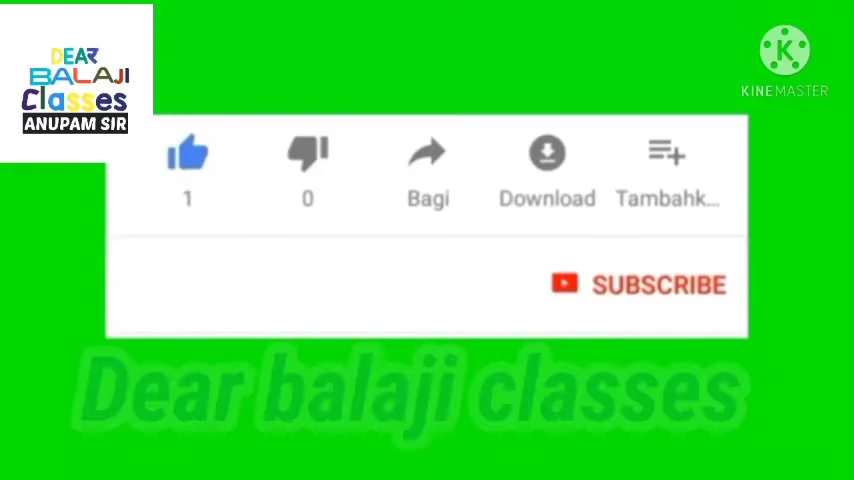 DEAR
BALAJI
Classes
ANUPAM SIR
K
KINEMASTER
1
0
Bagi
Download
Tambahk...
SUBSCRIBE
Dear balaji classes